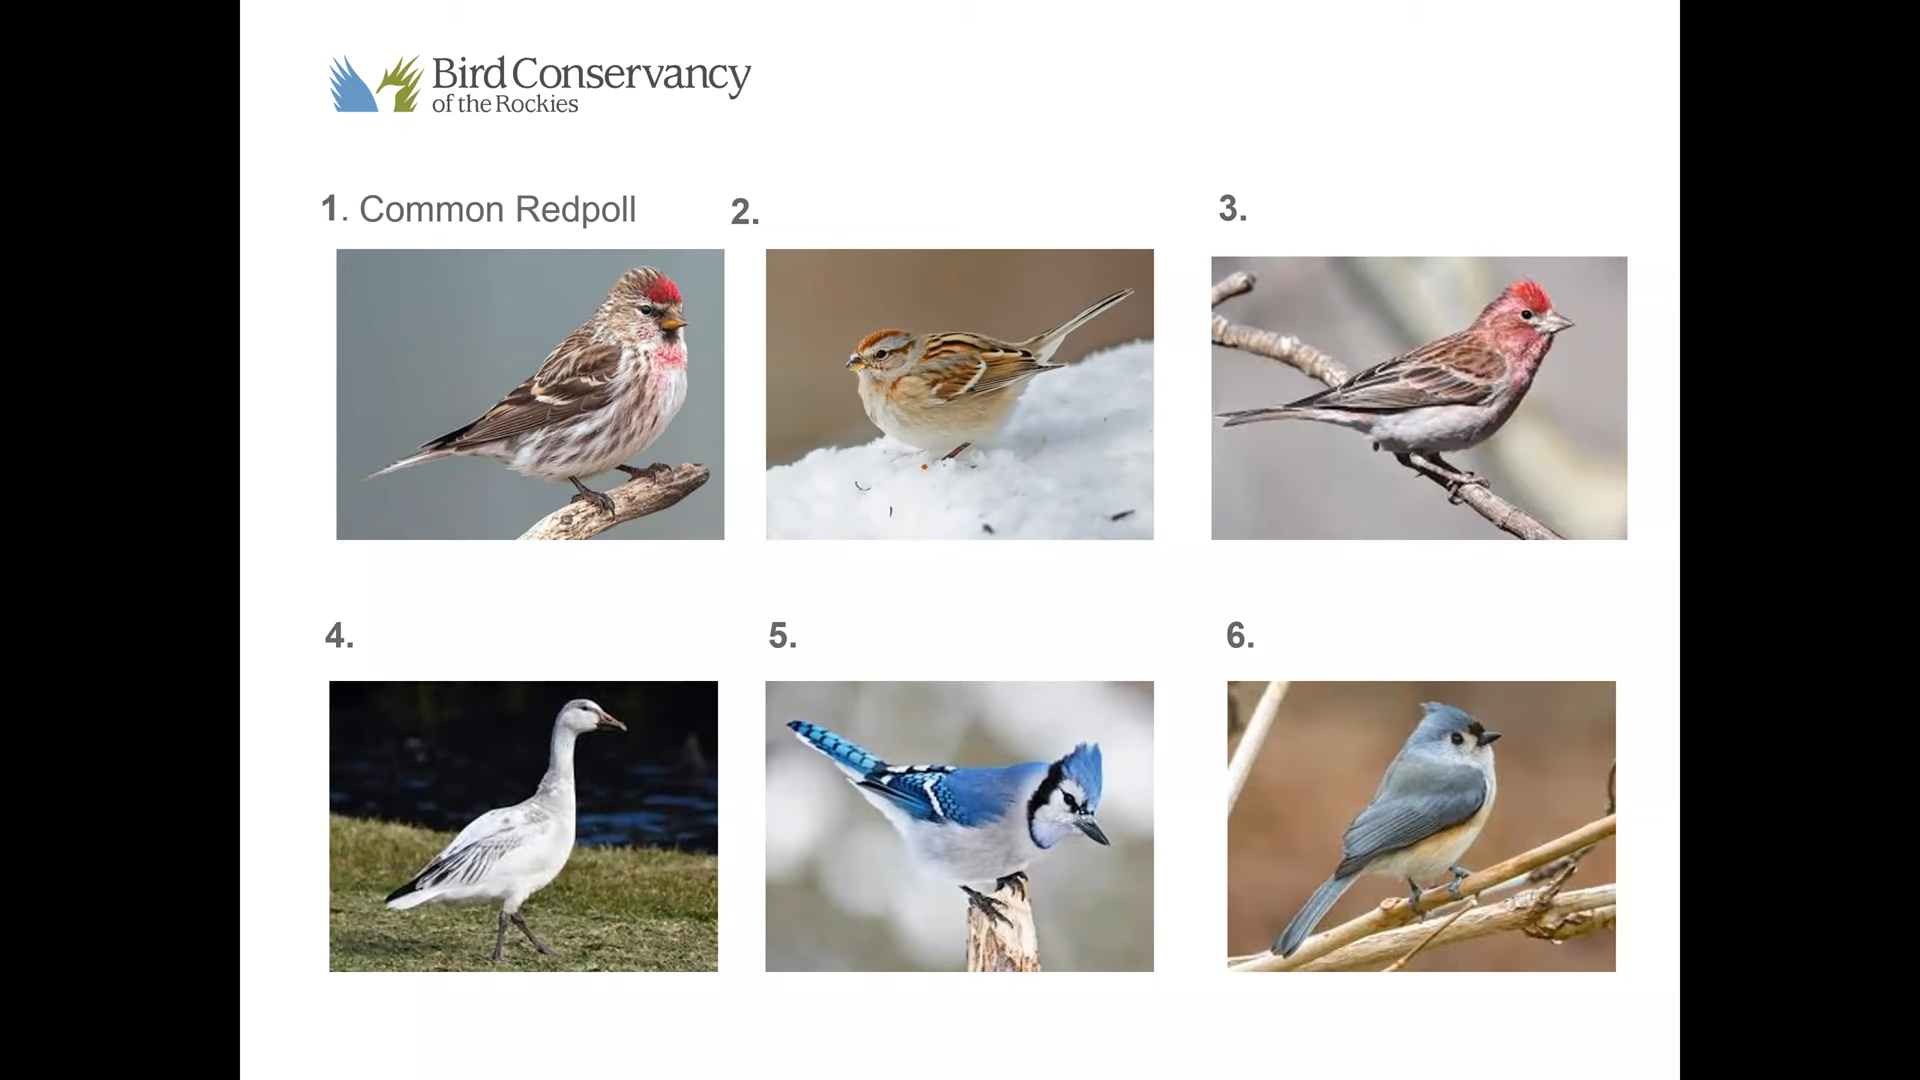 Bird Conservancy
of the Rockies
1. Common Redpoll
2.
3.
4.
5.
6.